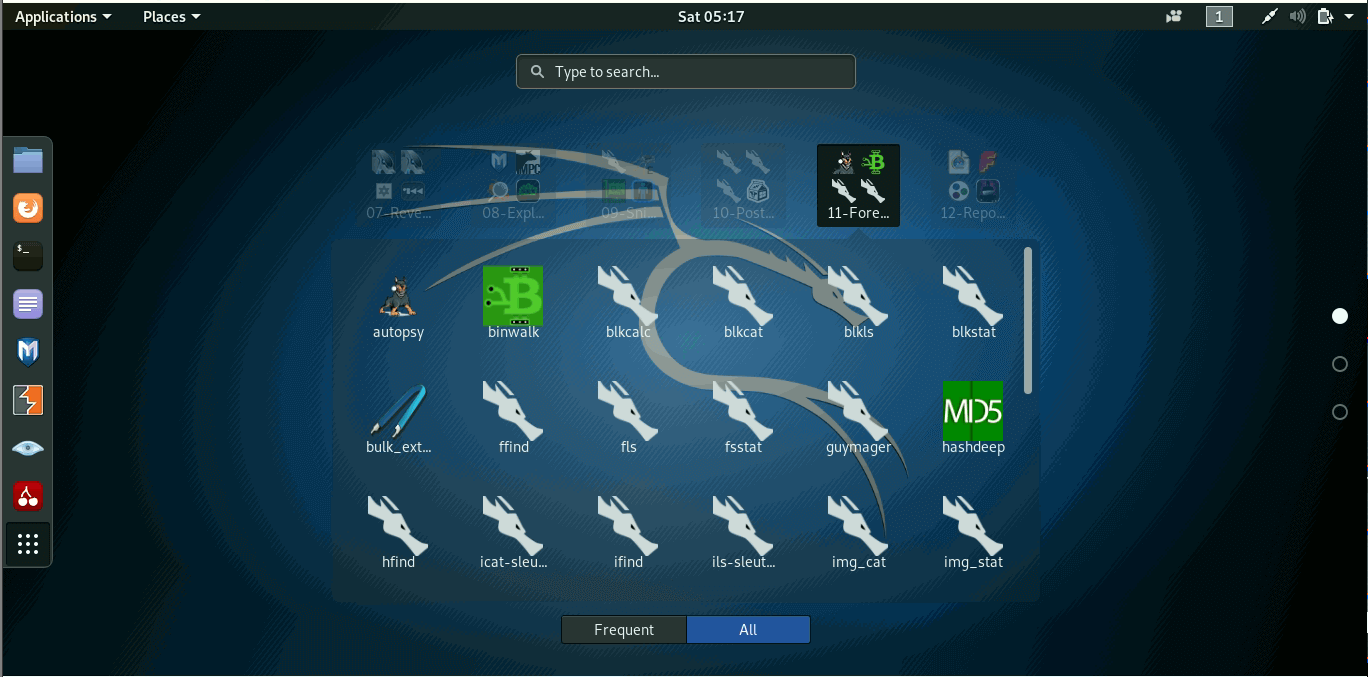 Applications Places Sat 05:17 1
Type to search...
07-Reve... 08-Expl... 09-Sni... 10-Post... 11-Fore... 12-Repo...
autopsy binwalk blkcalc blkcat blkls blkstat
MD5
bulk_ext... ffind fls fsstat guymager hashdeep
hfind icat-sleu... ifind ils-sleut... img_cat img_stat
Frequent All